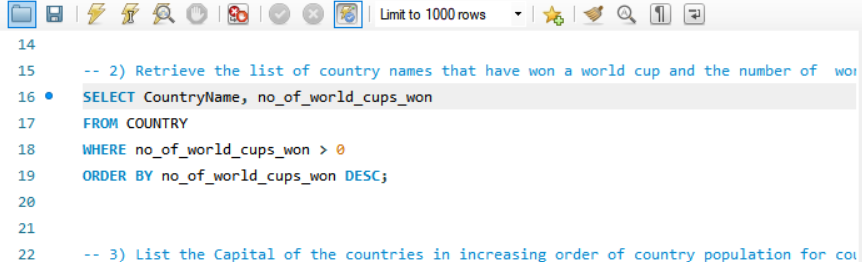 Limit to 1000 rows
14
15 -- 2) Retrieve the list of country names that have won a world cup and the number of
16 SELECT CountryName, no_of_world_cups_won
17 FROM COUNTRY
18 WHERE no_of_world_cups_won > 0
19 ORDER BY no_of_world_cups_won DESC;
20
21
22 -- 3) List the Capital of the countries in increasing order of country population for